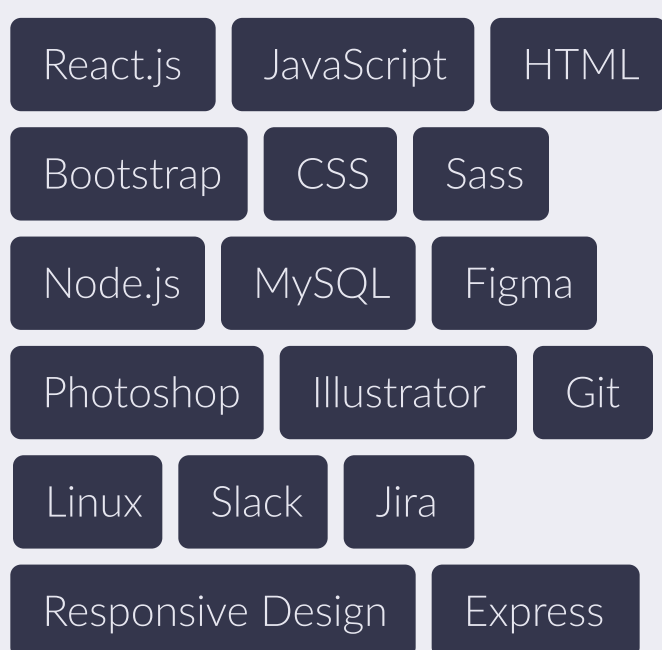 React.js JavaScript HTML
Bootstrap CSS Sass
Node.js MySQL Figma
Photoshop Illustrator Git
Linux Slack Jira
Responsive Design Express